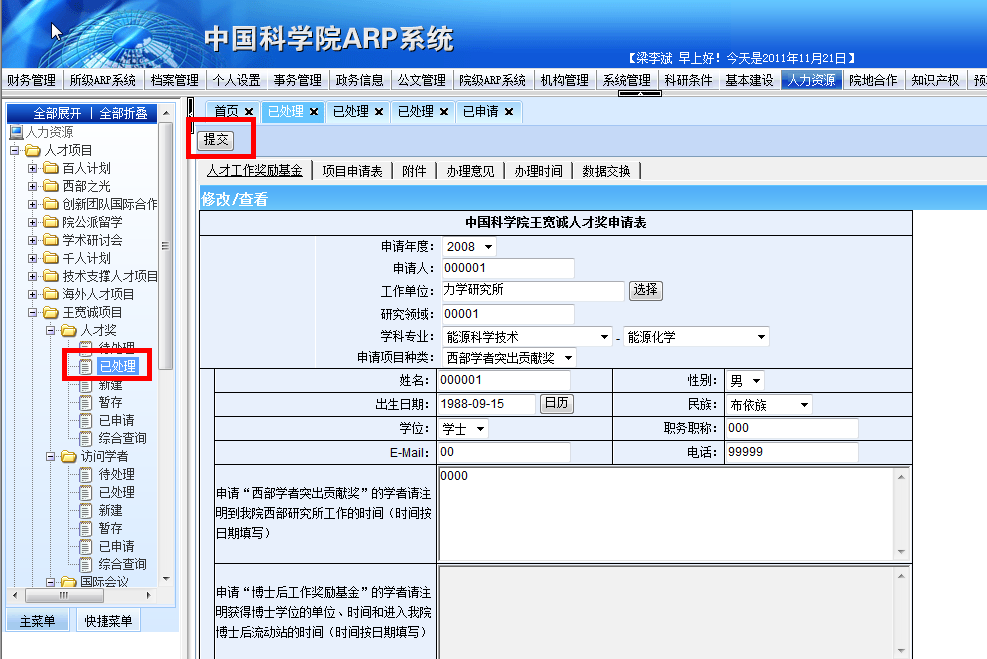 中国科学院ARP系统
【梁李斌 早上好！今天是2011年11月21日】
财务管理 所级ARP系统 档案管理 个人设置 事务管理 政务信息 公文管理 院级ARP系统 机构管理 系统管理 科研条件 基本建设 人力资源 院地合作 知识产权
全部展开 | 全部折叠
人力资源
人才项目
百人计划
西部之光
创新团队国际合作
院公派留学
学术研讨会
千人计划
技术支撑人才项目
海外人才项目
王宽诚项目
人才奖
待处理
已处理
新建
暂存
已申请
综合查询
访问学者
待处理
已处理
新建
暂存
已申请
综合查询
国际会议
主菜单 快捷菜单
首页 已处理 已处理 已处理 已申请
提交
人才工作奖励基金 项目申请表 附件 办理意见 办理时间 数据交换
修改/查看
中国科学院王宽诚人才奖申请表
申请年度： 2008
申请人： 000001
工作单位： 力学研究所 选择
研究领域： 00001
学科专业： 能源科学技术 - 能源化学
申请项目种类： 西部学者突出贡献奖
姓名： 000001 性别： 男
出生日期： 1988-09-15 日历 民族： 布依族
学位： 学士 职务职称： 000
E-Mail： 00 电话： 99999
申请“西部学者突出贡献奖”的学者请注
明到我院西部研究所工作的时间（时间按
日期填写）
0000
申请“博士后工作奖励基金”的学者请注
明获得博士学位的单位、时间和进入我院
博士后流动站的时间（时间按日期填写）